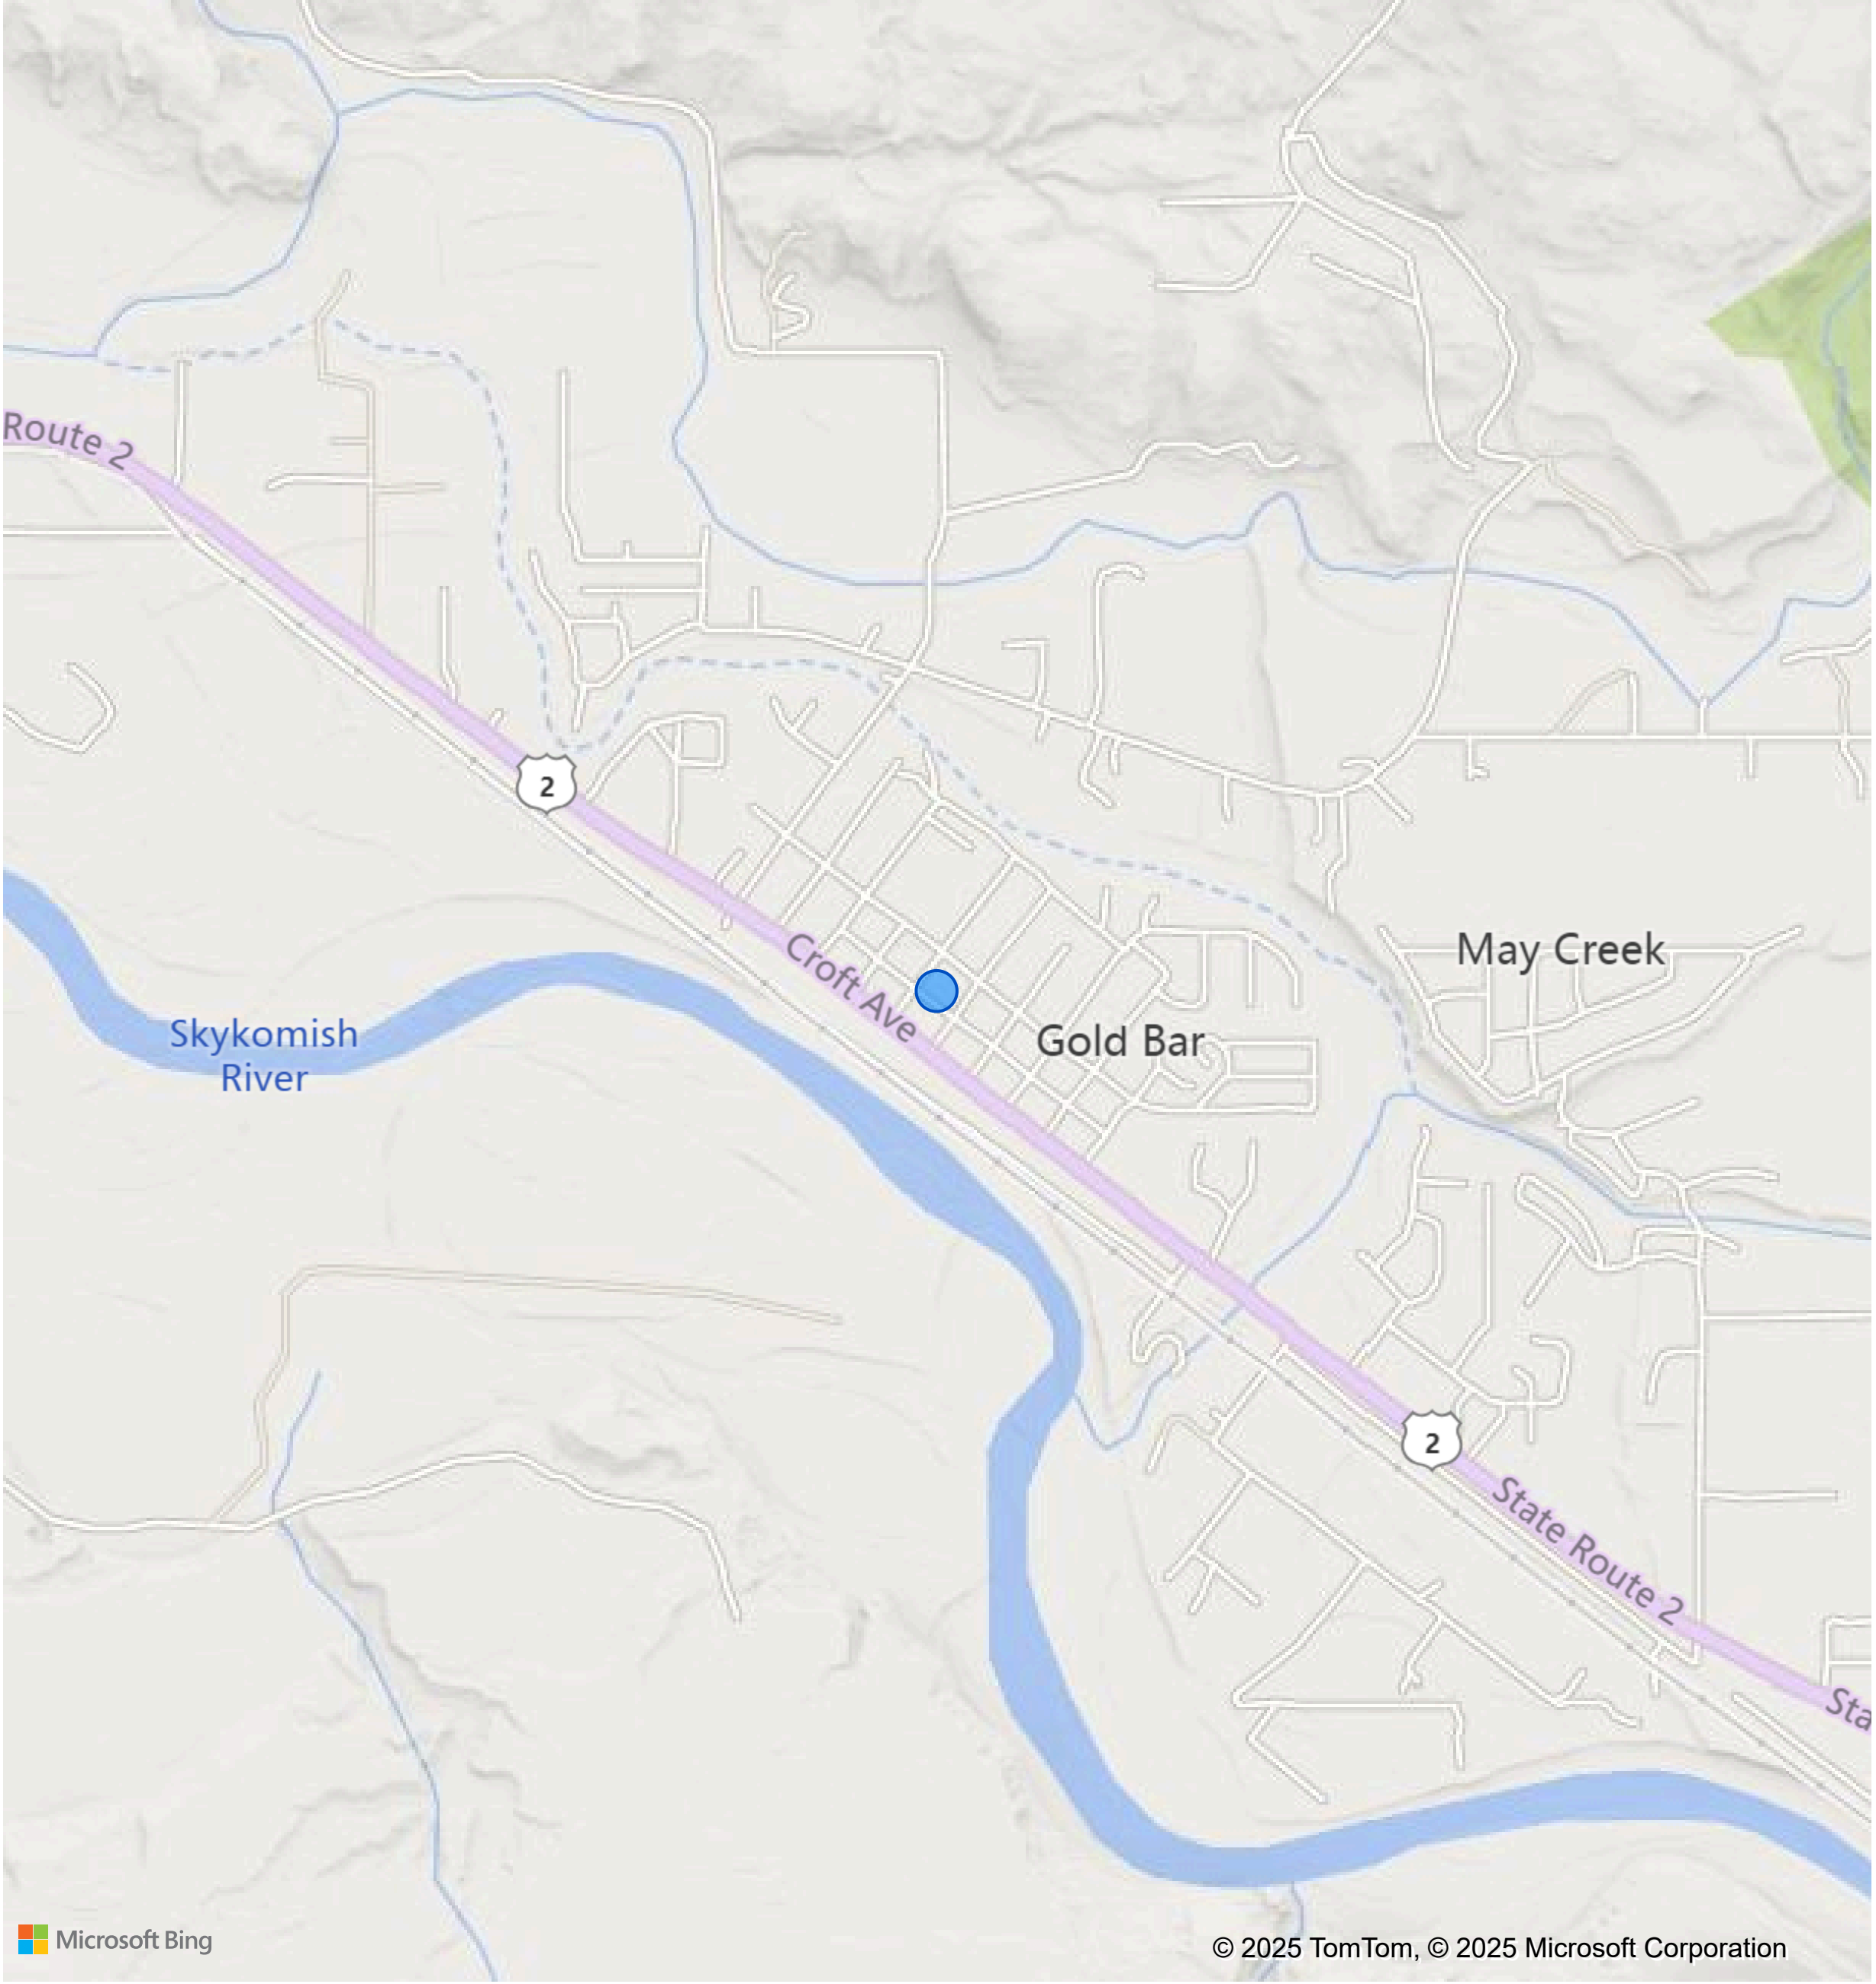 Route 2
2
Croft Ave
May Creek
Skykomish
River
Gold Bar
2
State Route 2
Sta
Microsoft Bing
© 2025 TomTom, © 2025 Microsoft Corporation